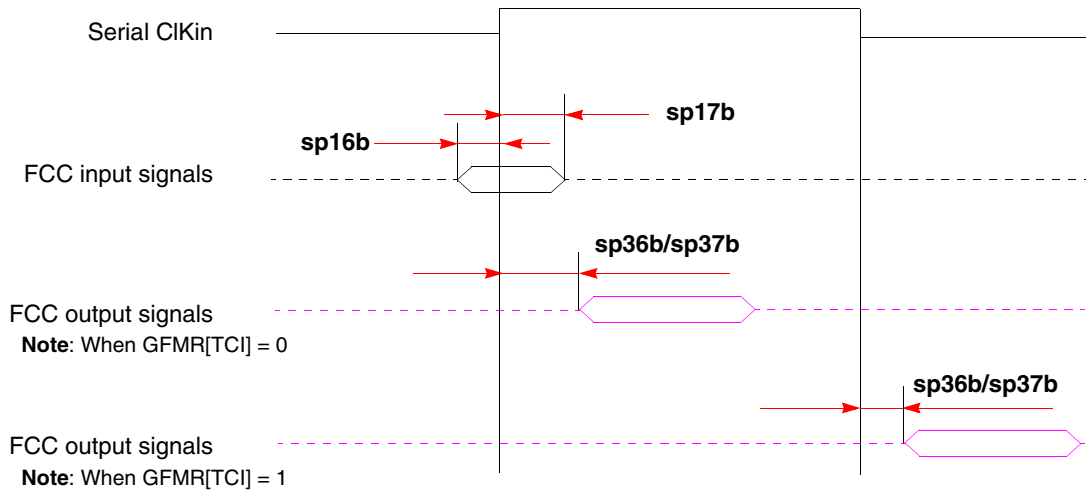 Serial ClKin
sp17b
sp16b
FCC input signals
sp36b/sp37b
FCC output signals
Note: When GFMR[TCI] = 0
sp36b/sp37b
FCC output signals
Note: When GFMR[TCI] = 1